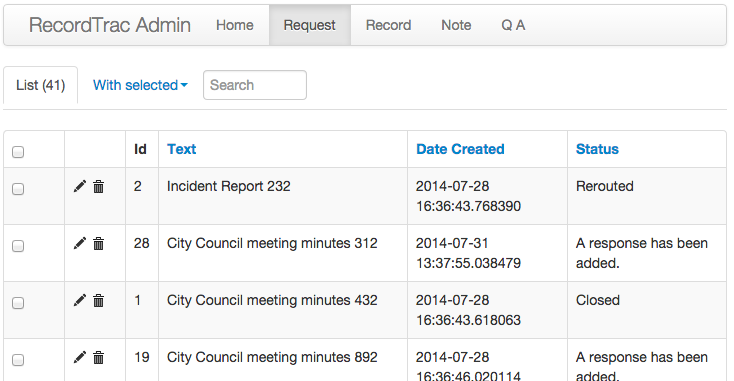 RecordTrac Admin Home Request Record Note Q A
List (41) With selected Search
Id Text Date Created Status
2 Incident Report 232 2014-07-28 Rerouted
16:36:43.768390
28 City Council meeting minutes 312 2014-07-31 A response has been
13:37:55.038479 added.
1 City Council meeting minutes 432 2014-07-28 Closed
16:36:43.618063
19 City Council meeting minutes 892 2014-07-28 A response has been
16:36:46.020114 added.